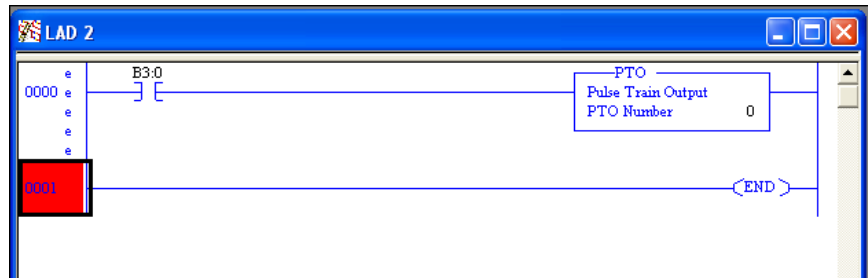 LAD 2
e
B3:0
PTO
0000 e
Pulse Train Output
e
PTO Number 0
e
e
0001
END